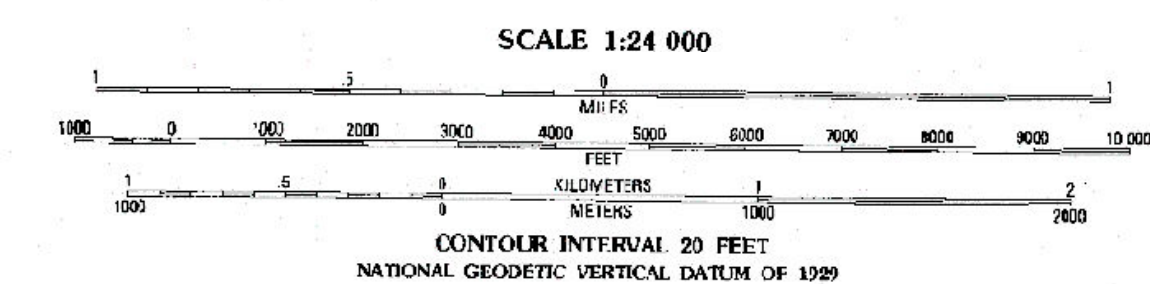 SCALE 1:24 000
1 .5 0 1
MILES
1000 0 1000 2000 3000 4000 5000 6000 7000 8000 9000 10 000
FEET
1 .5 0 KILOMETERS 1 2
1000 0 METERS 1000 2000
CONTOUR INTERVAL 20 FEET
NATIONAL GEODETIC VERTICAL DATUM OF 1929